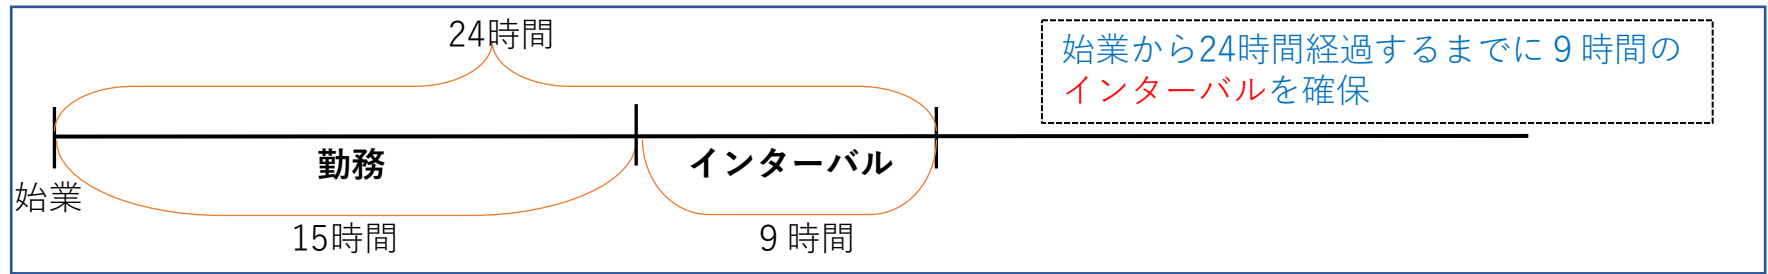 24時間
始業から24時間経過するまでに９時間の
インターバルを確保
勤務
インターバル
始業
15時間
９時間